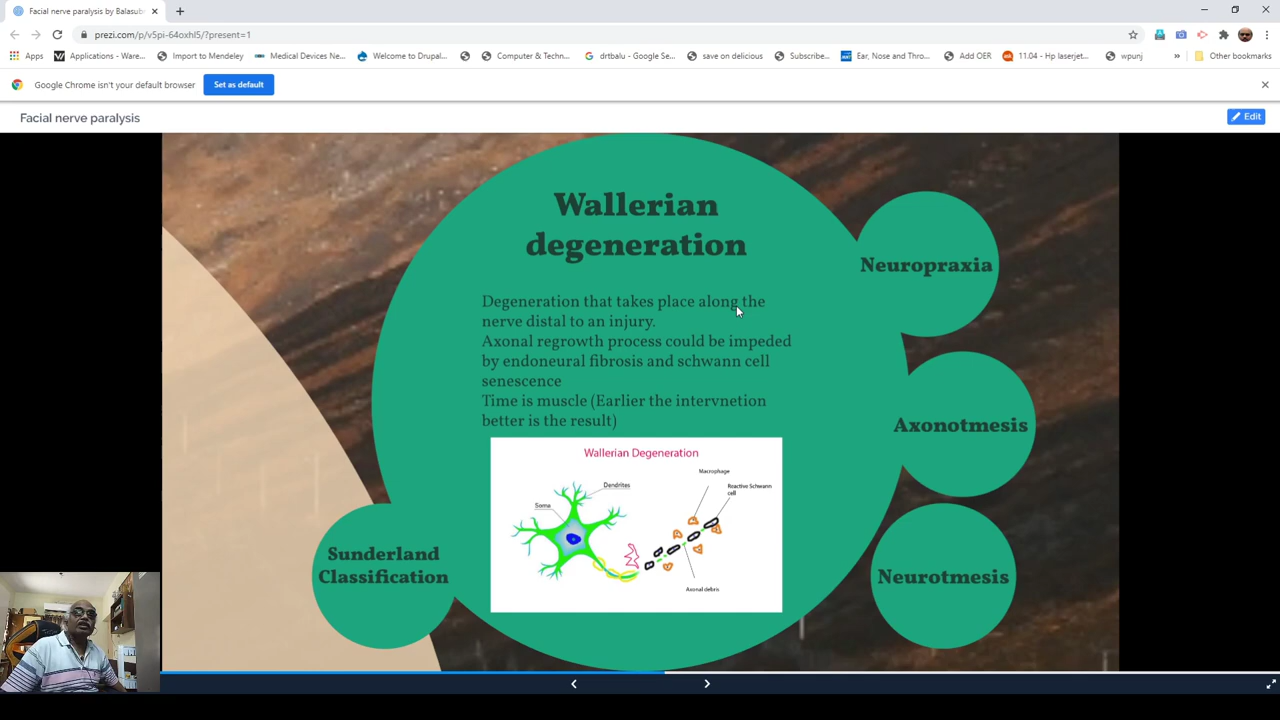 Facial nerve paralysis by Balasub
prezi.com/p/v5pi-64oxhl5/?present=1
Apps
Applications - Ware...
Import to Mendeley
Medical Devices Ne...
Welcome to Drupal...
Computer & Techn...
drtbalu - Google Se...
save on delicious
Subscribe...
Ear, Nose and Thro...
Add OER
11.04 - Hp laserjet...
wpunj
»
Other bookmarks
Google Chrome isn't your default browser
Set as default
Facial nerve paralysis
Edit
Wallerian
degeneration
Degeneration that takes place along the
nerve distal to an injury.
Axonal regrowth process could be impeded
by endoneural fibrosis and schwann cell
senescence
Time is muscle (Earlier the intervnetion
better is the result)
Wallerian Degeneration
Macrophage
Dendrites
Reactive Schwann
cell
Soma
Axonal debris
Neuropraxia
Axonotmesis
Neurotmesis
Sunderland
Classification